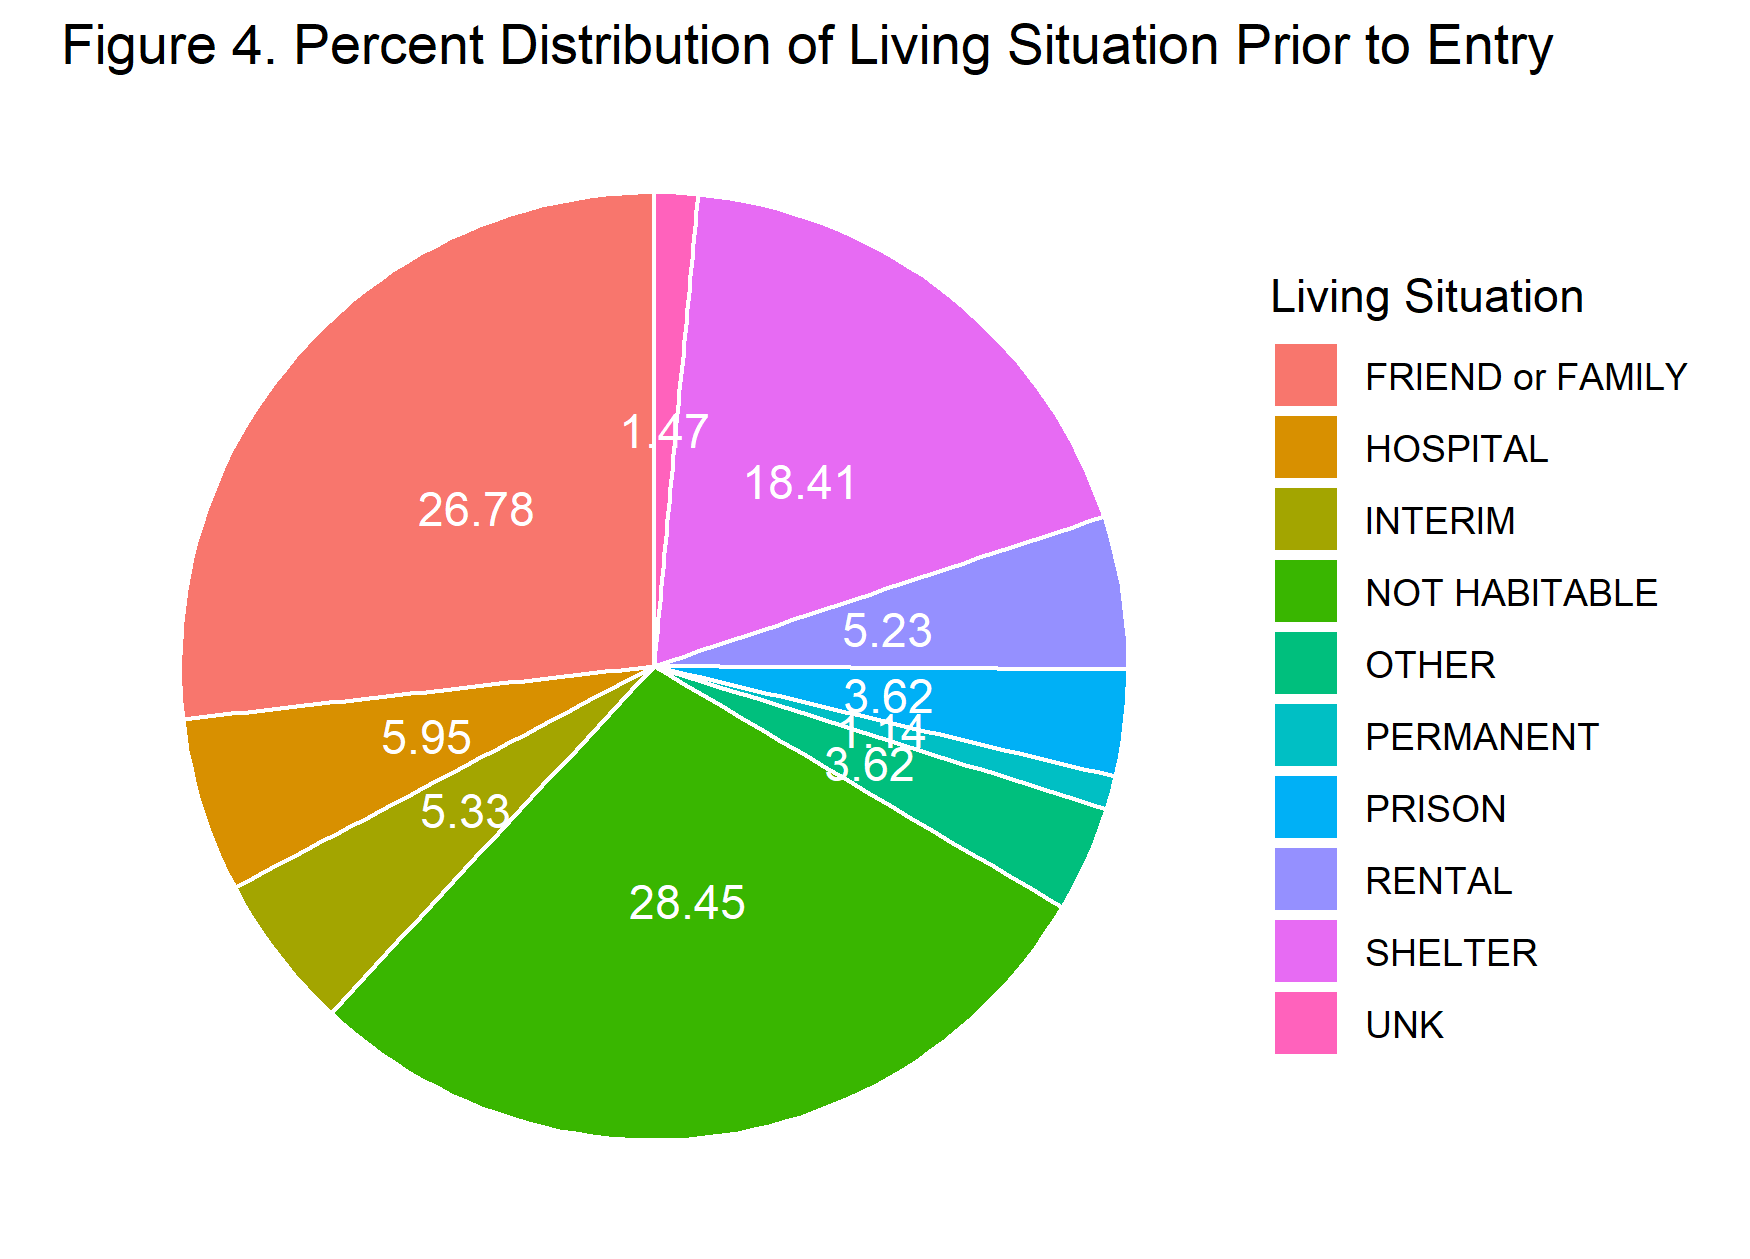 Figure 4. Percent Distribution of Living Situation Prior to Entry
1.47
18.41
26.78
5.23
3.62
1.14
5.95
3.62
5.33
28.45
Living Situation
FRIEND or FAMILY
HOSPITAL
INTERIM
NOT HABITABLE
OTHER
PERMANENT
PRISON
RENTAL
SHELTER
UNK